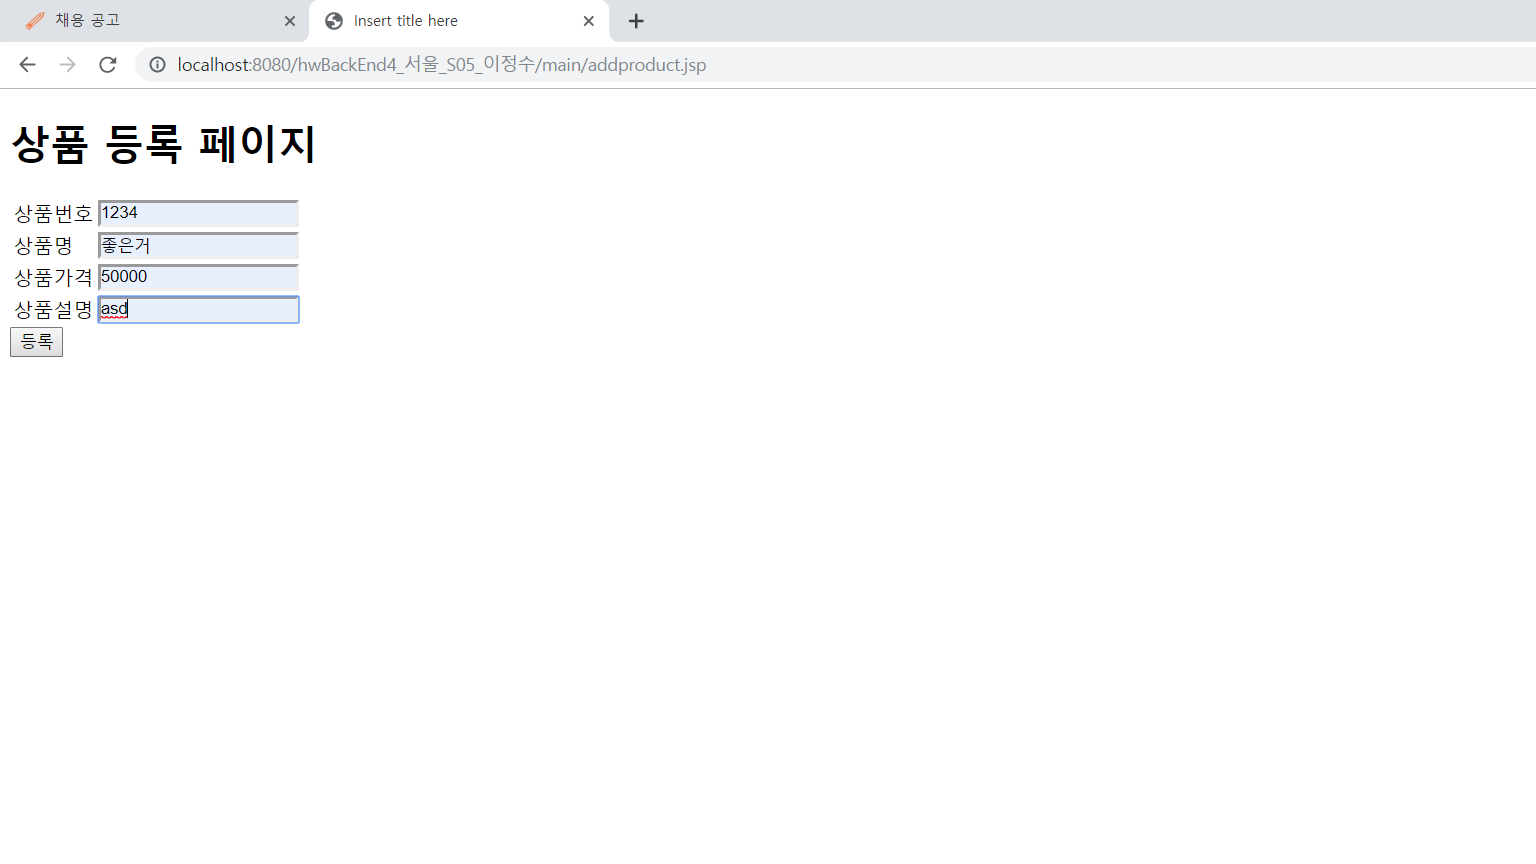 채용 공고
Insert title here
localhost:8080/hwBackEnd4_서울_S05_이정수/main/addproduct.jsp
상품 등록 페이지
상품번호 1234
상품명 좋은거
상품가격 50000
상품설명 asd
등록